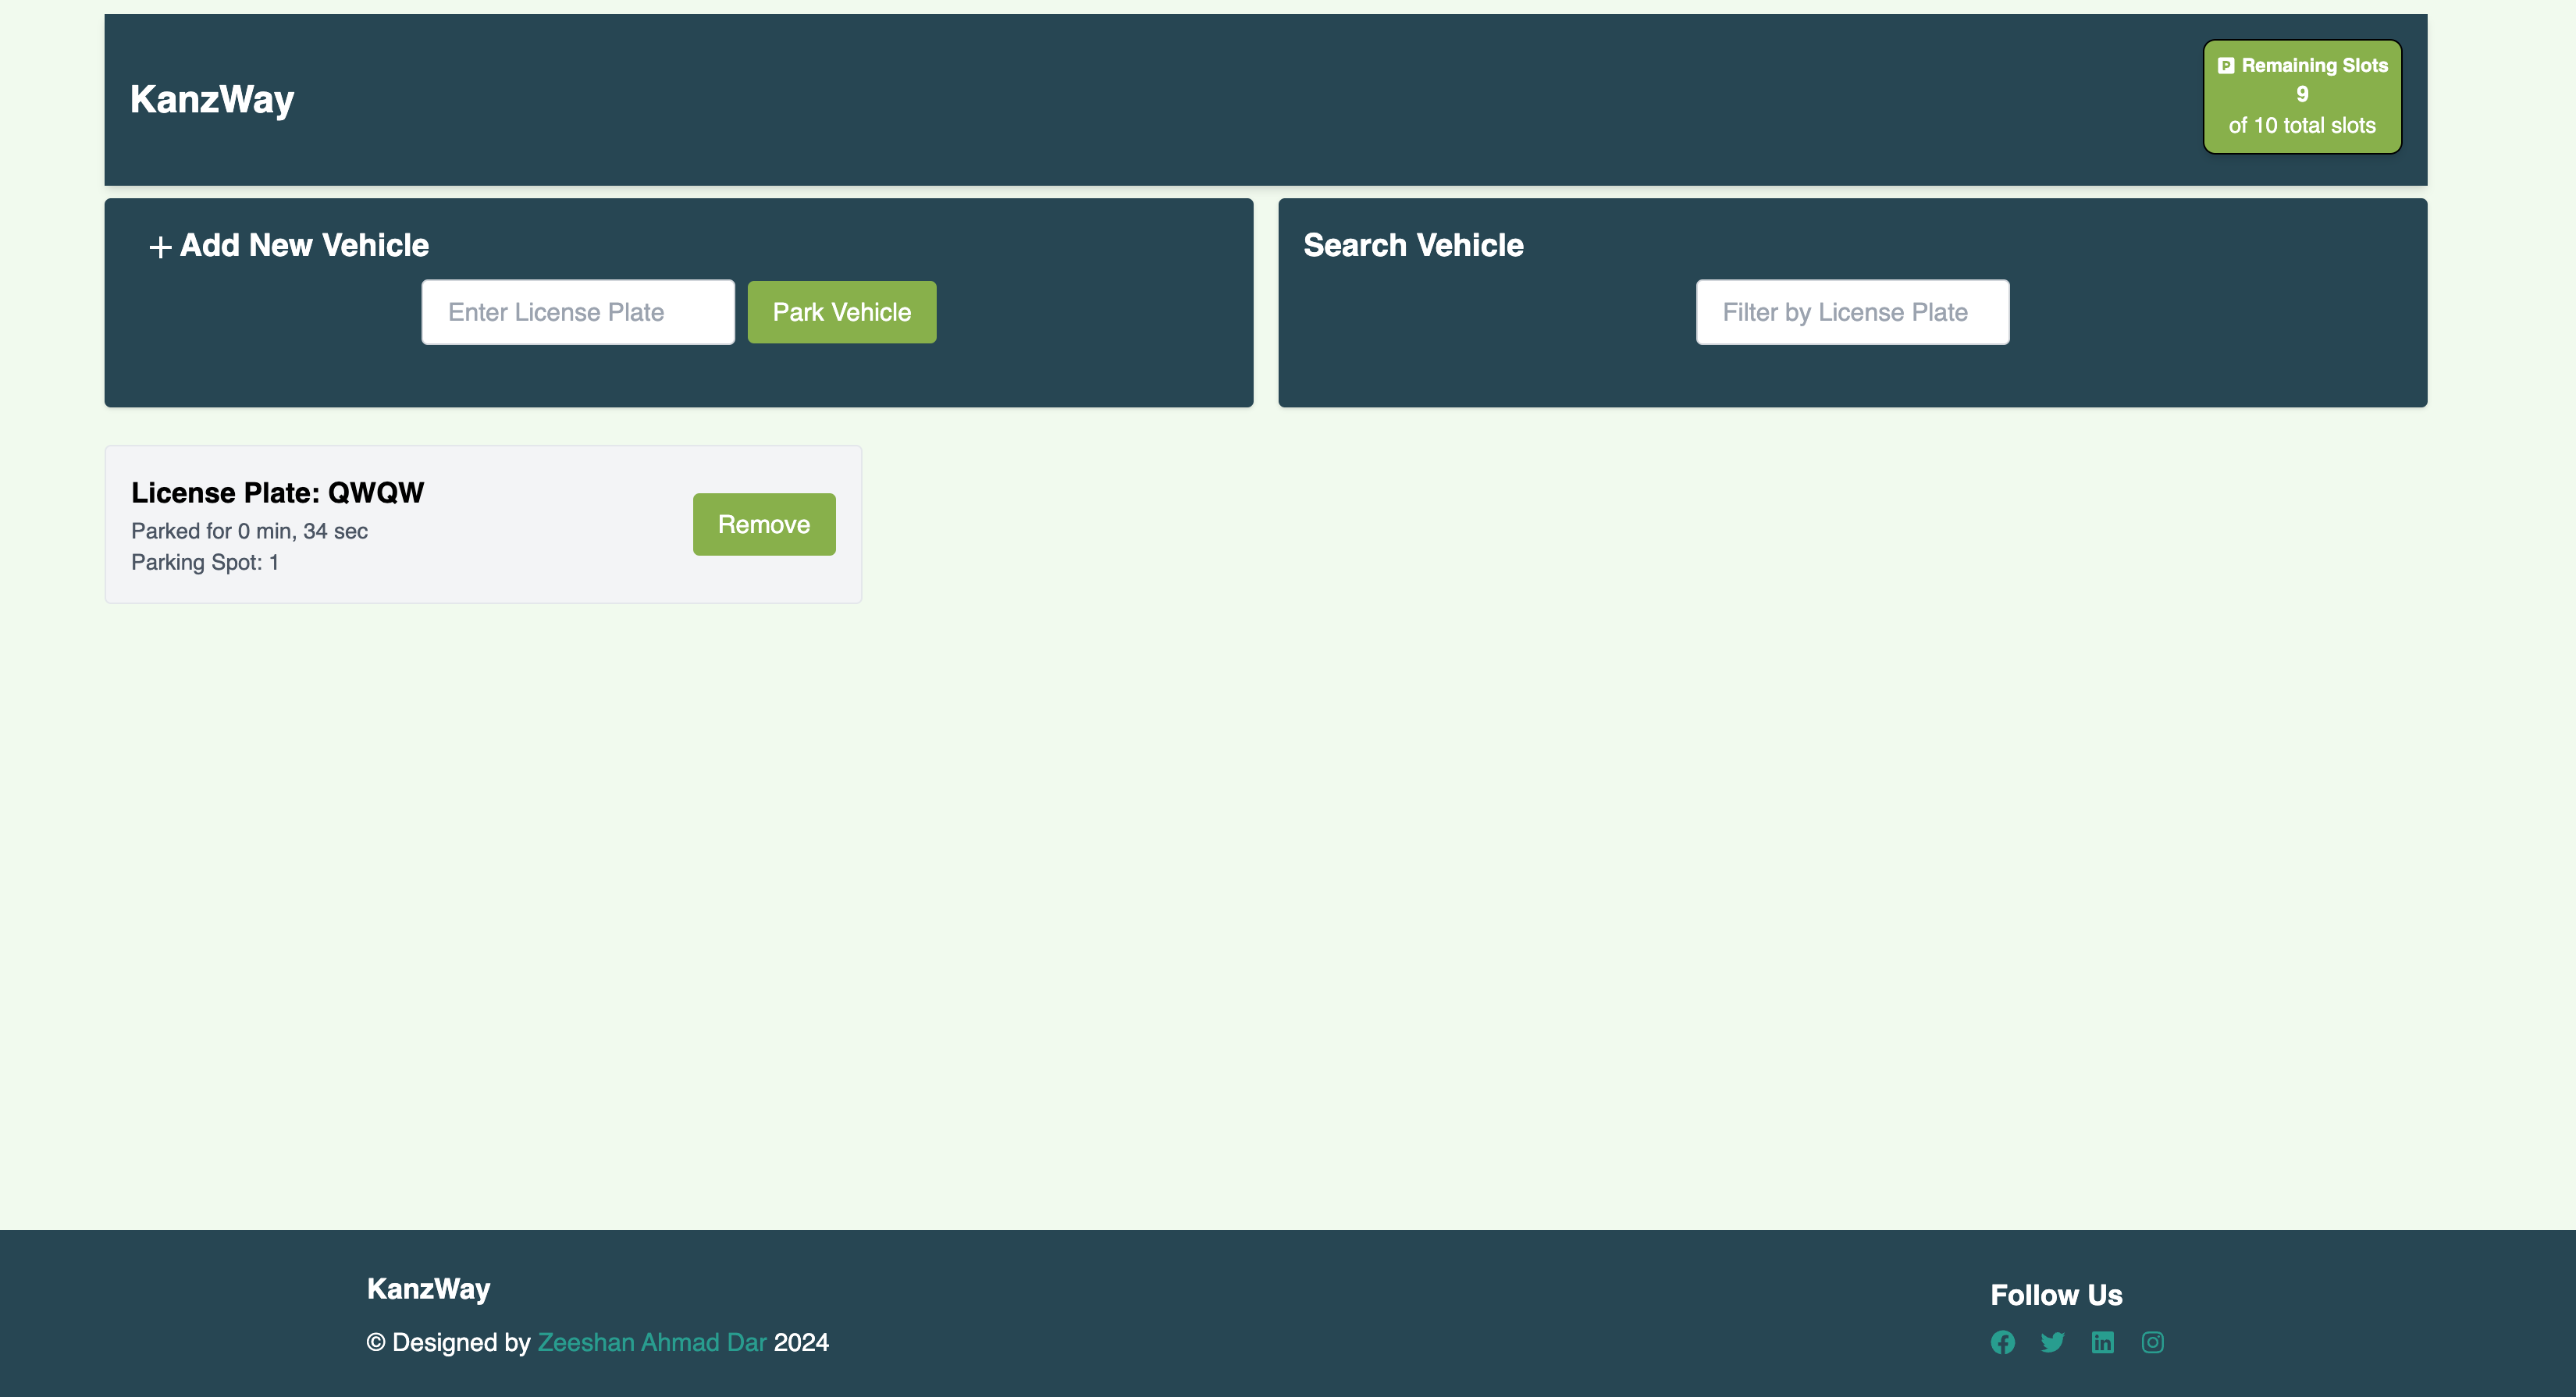 KanzWay
P Remaining Slots
9
of 10 total slots
+ Add New Vehicle
Enter License Plate
Park Vehicle
Search Vehicle
Filter by License Plate
License Plate: QWQW
Parked for 0 min, 34 sec
Parking Spot: 1
Remove
KanzWay
© Designed by Zeeshan Ahmad Dar 2024
Follow Us